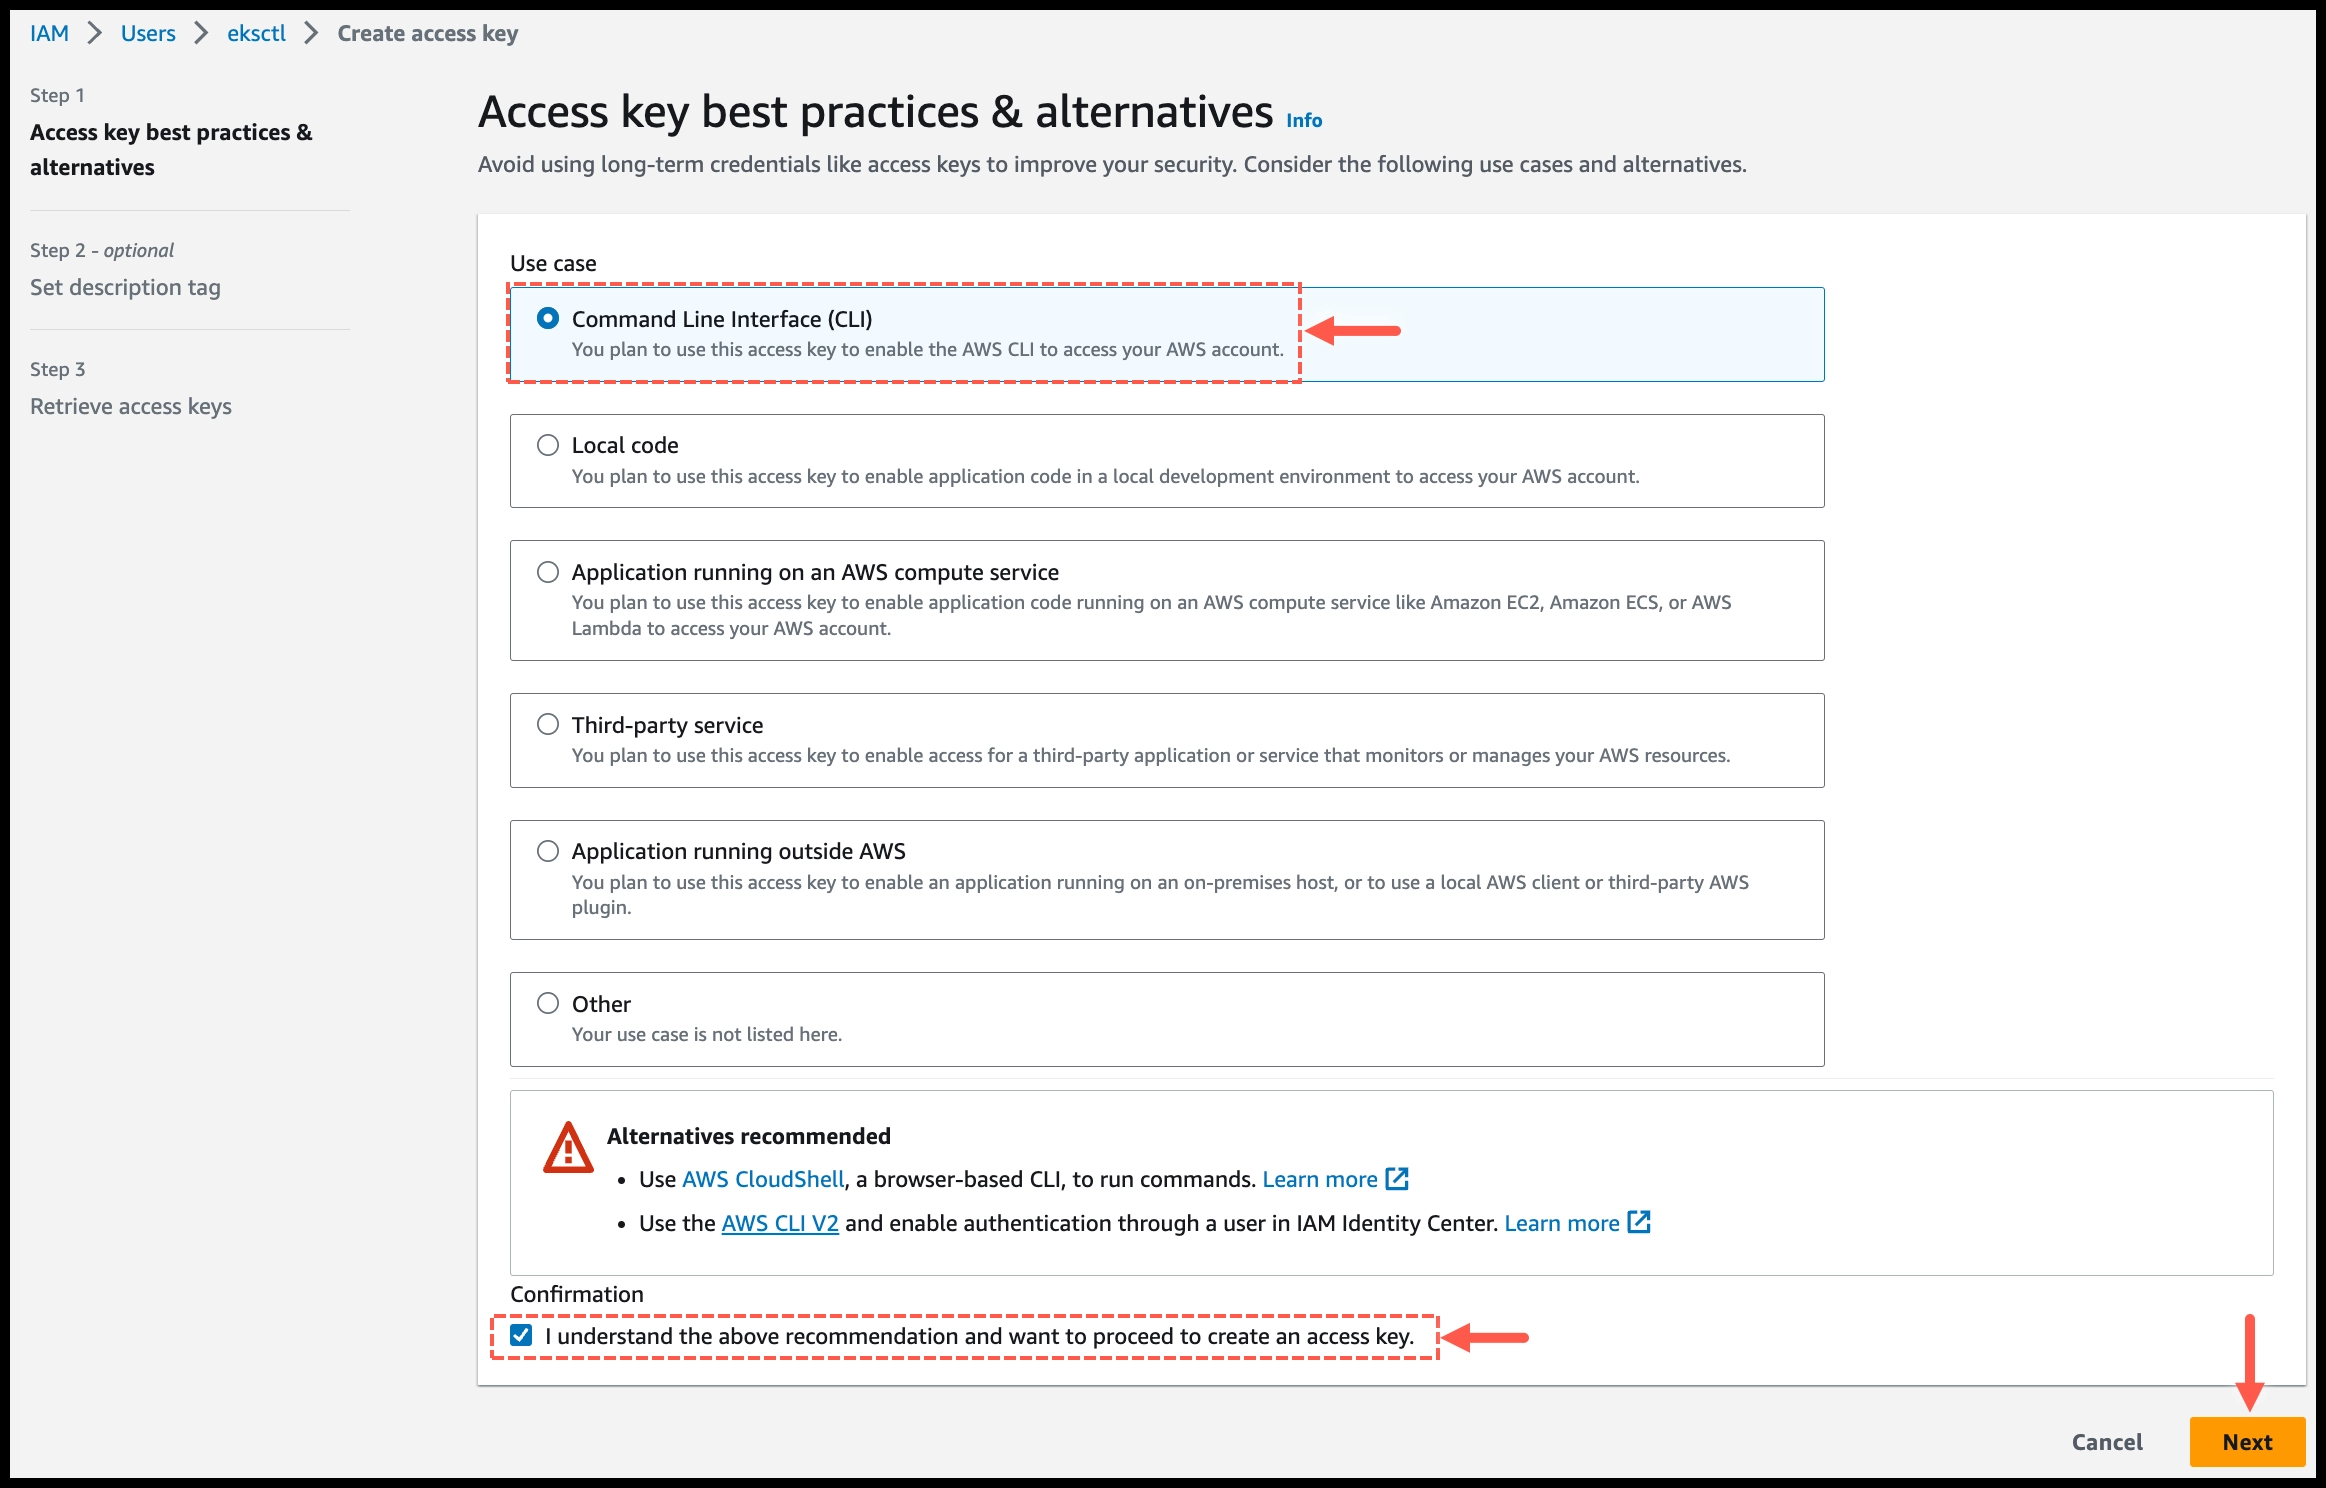 IAM > Users > eksctl > Create access key
Step 1
Access key best practices &
alternatives
Step 2 - optional
Set description tag
Step 3
Retrieve access keys
Access key best practices & alternatives Info
Avoid using long-term credentials like access keys to improve your security. Consider the following use cases and alternatives.
Use case
Command Line Interface (CLI)
You plan to use this access key to enable the AWS CLI to access your AWS account.
Local code
You plan to use this access key to enable application code in a local development environment to access your AWS account.
Application running on an AWS compute service
You plan to use this access key to enable application code running on an AWS compute service like Amazon EC2, Amazon ECS, or AWS
Lambda to access your AWS account.
Third-party service
You plan to use this access key to enable access for a third-party application or service that monitors or manages your AWS resources.
Application running outside AWS
You plan to use this access key to enable an application running on an on-premises host, or to use a local AWS client or third-party AWS
plugin.
Other
Your use case is not listed here.
Alternatives recommended
• Use AWS CloudShell, a browser-based CLI, to run commands. Learn more
• Use the AWS CLI V2 and enable authentication through a user in IAM Identity Center. Learn more
Confirmation
I understand the above recommendation and want to proceed to create an access key.
Cancel Next